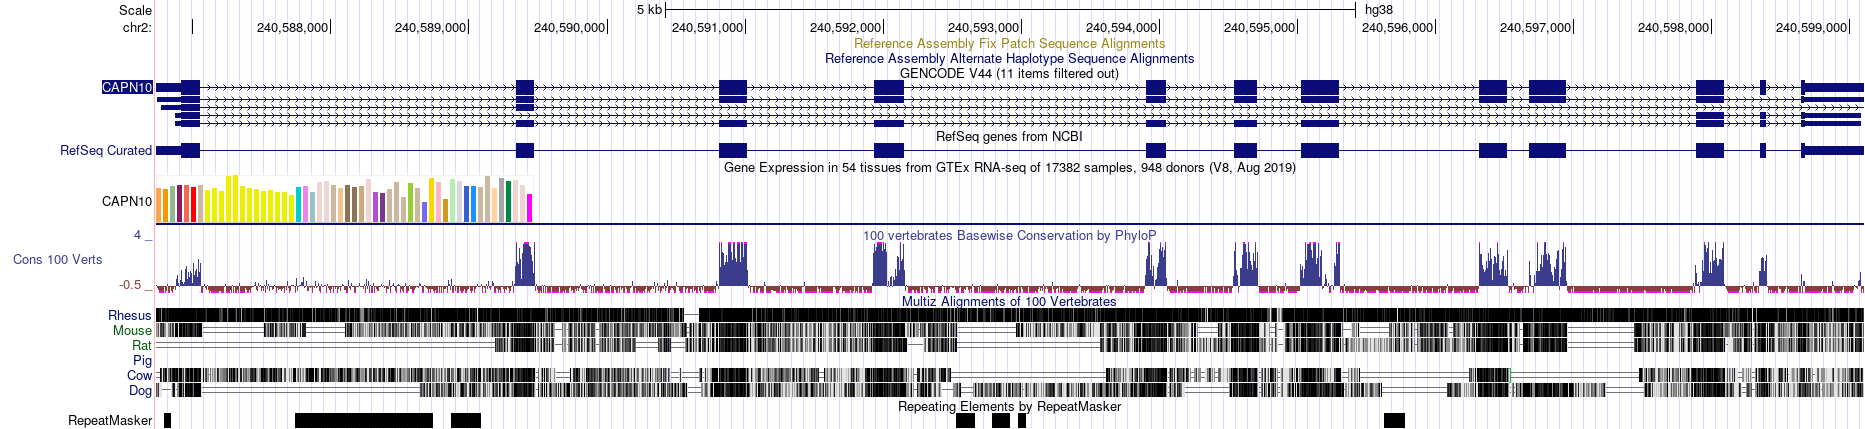 Scale 5 kb hg38
chr2: 240,588,000 240,589,000 240,590,000 240,591,000 240,592,000 240,593,000 240,594,000 240,595,000 240,596,000 240,597,000 240,598,000 240,599,000
Reference Assembly Fix Patch Sequence Alignments
Reference Assembly Alternate Haplotype Sequence Alignments
GENCODE V44 (11 items filtered out)
CAPN10
RefSeq genes from NCBI
RefSeq Curated
Gene Expression in 54 tissues from GTEx RNA-seq of 17382 samples, 948 donors (V8, Aug 2019)
CAPN10
4 _
100 vertebrates Basewise Conservation by PhyloP
Cons 100 Verts
-0.5 _
Multiz Alignments of 100 Vertebrates
Rhesus
Mouse
Rat
Pig
Cow
Dog
Repeating Elements by RepeatMasker
RepeatMasker